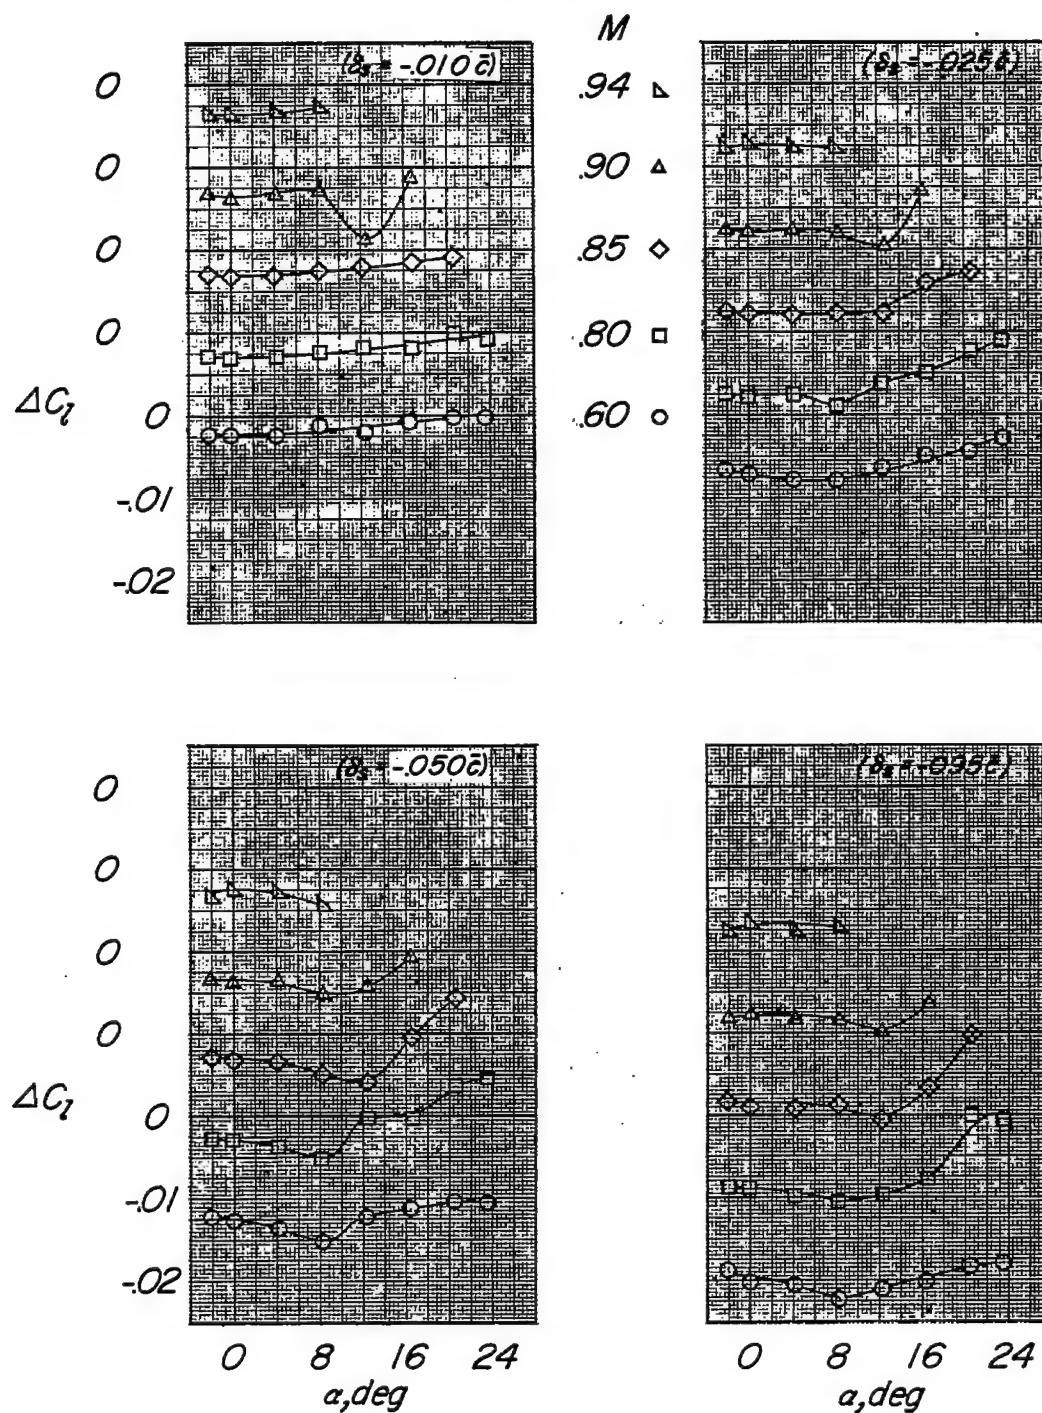 M
(δₛ = -.010c̄)
(δₛ = -.025c̄)
0 .94
0 .90
0 .85
0 .80
ΔCₗ 0 .60
-.01
-.02
(δₛ = -.050c̄)
(δₛ = -.095c̄)
0
0
0
0
ΔCₗ 0
-.01
-.02
0 8 16 24
0 8 16 24
α,deg
α,deg